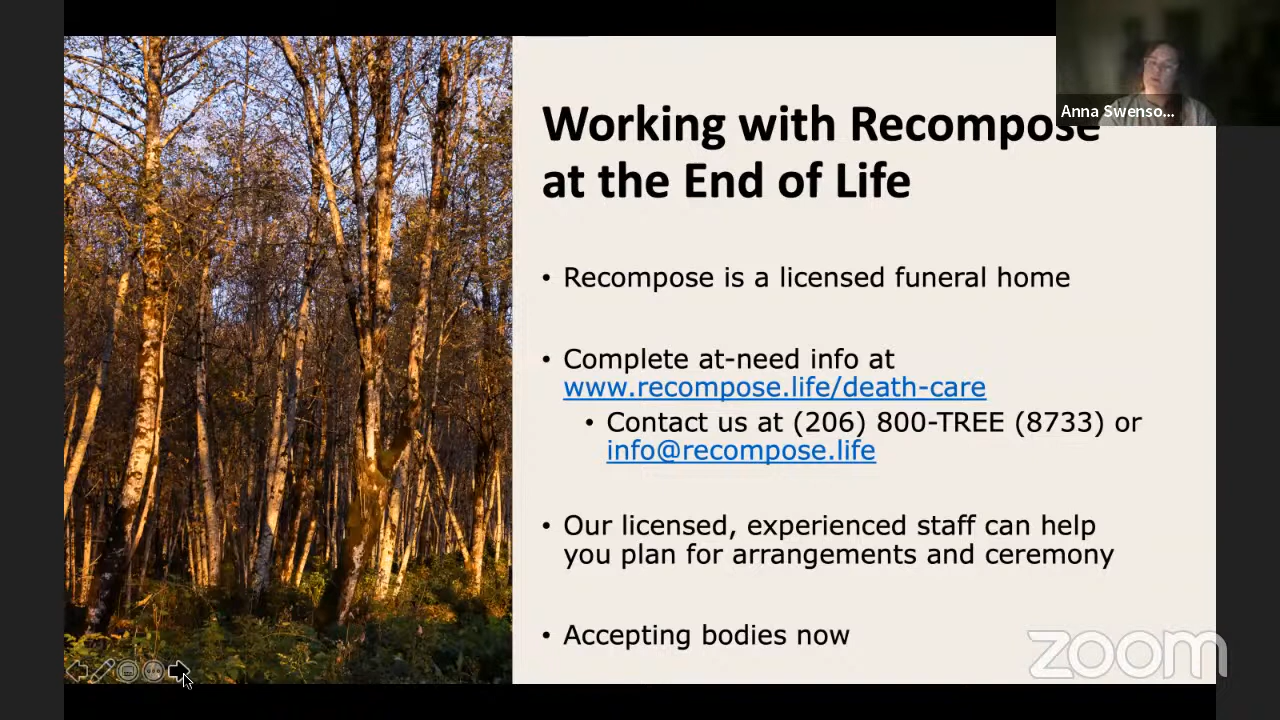 Working with Recompose
at the End of Life
Anna Swenso...
• Recompose is a licensed funeral home
• Complete at-need info at
www.recompose.life/death-care
• Contact us at (206) 800-TREE (8733) or
info@recompose.life
• Our licensed, experienced staff can help
you plan for arrangements and ceremony
• Accepting bodies now
zoom